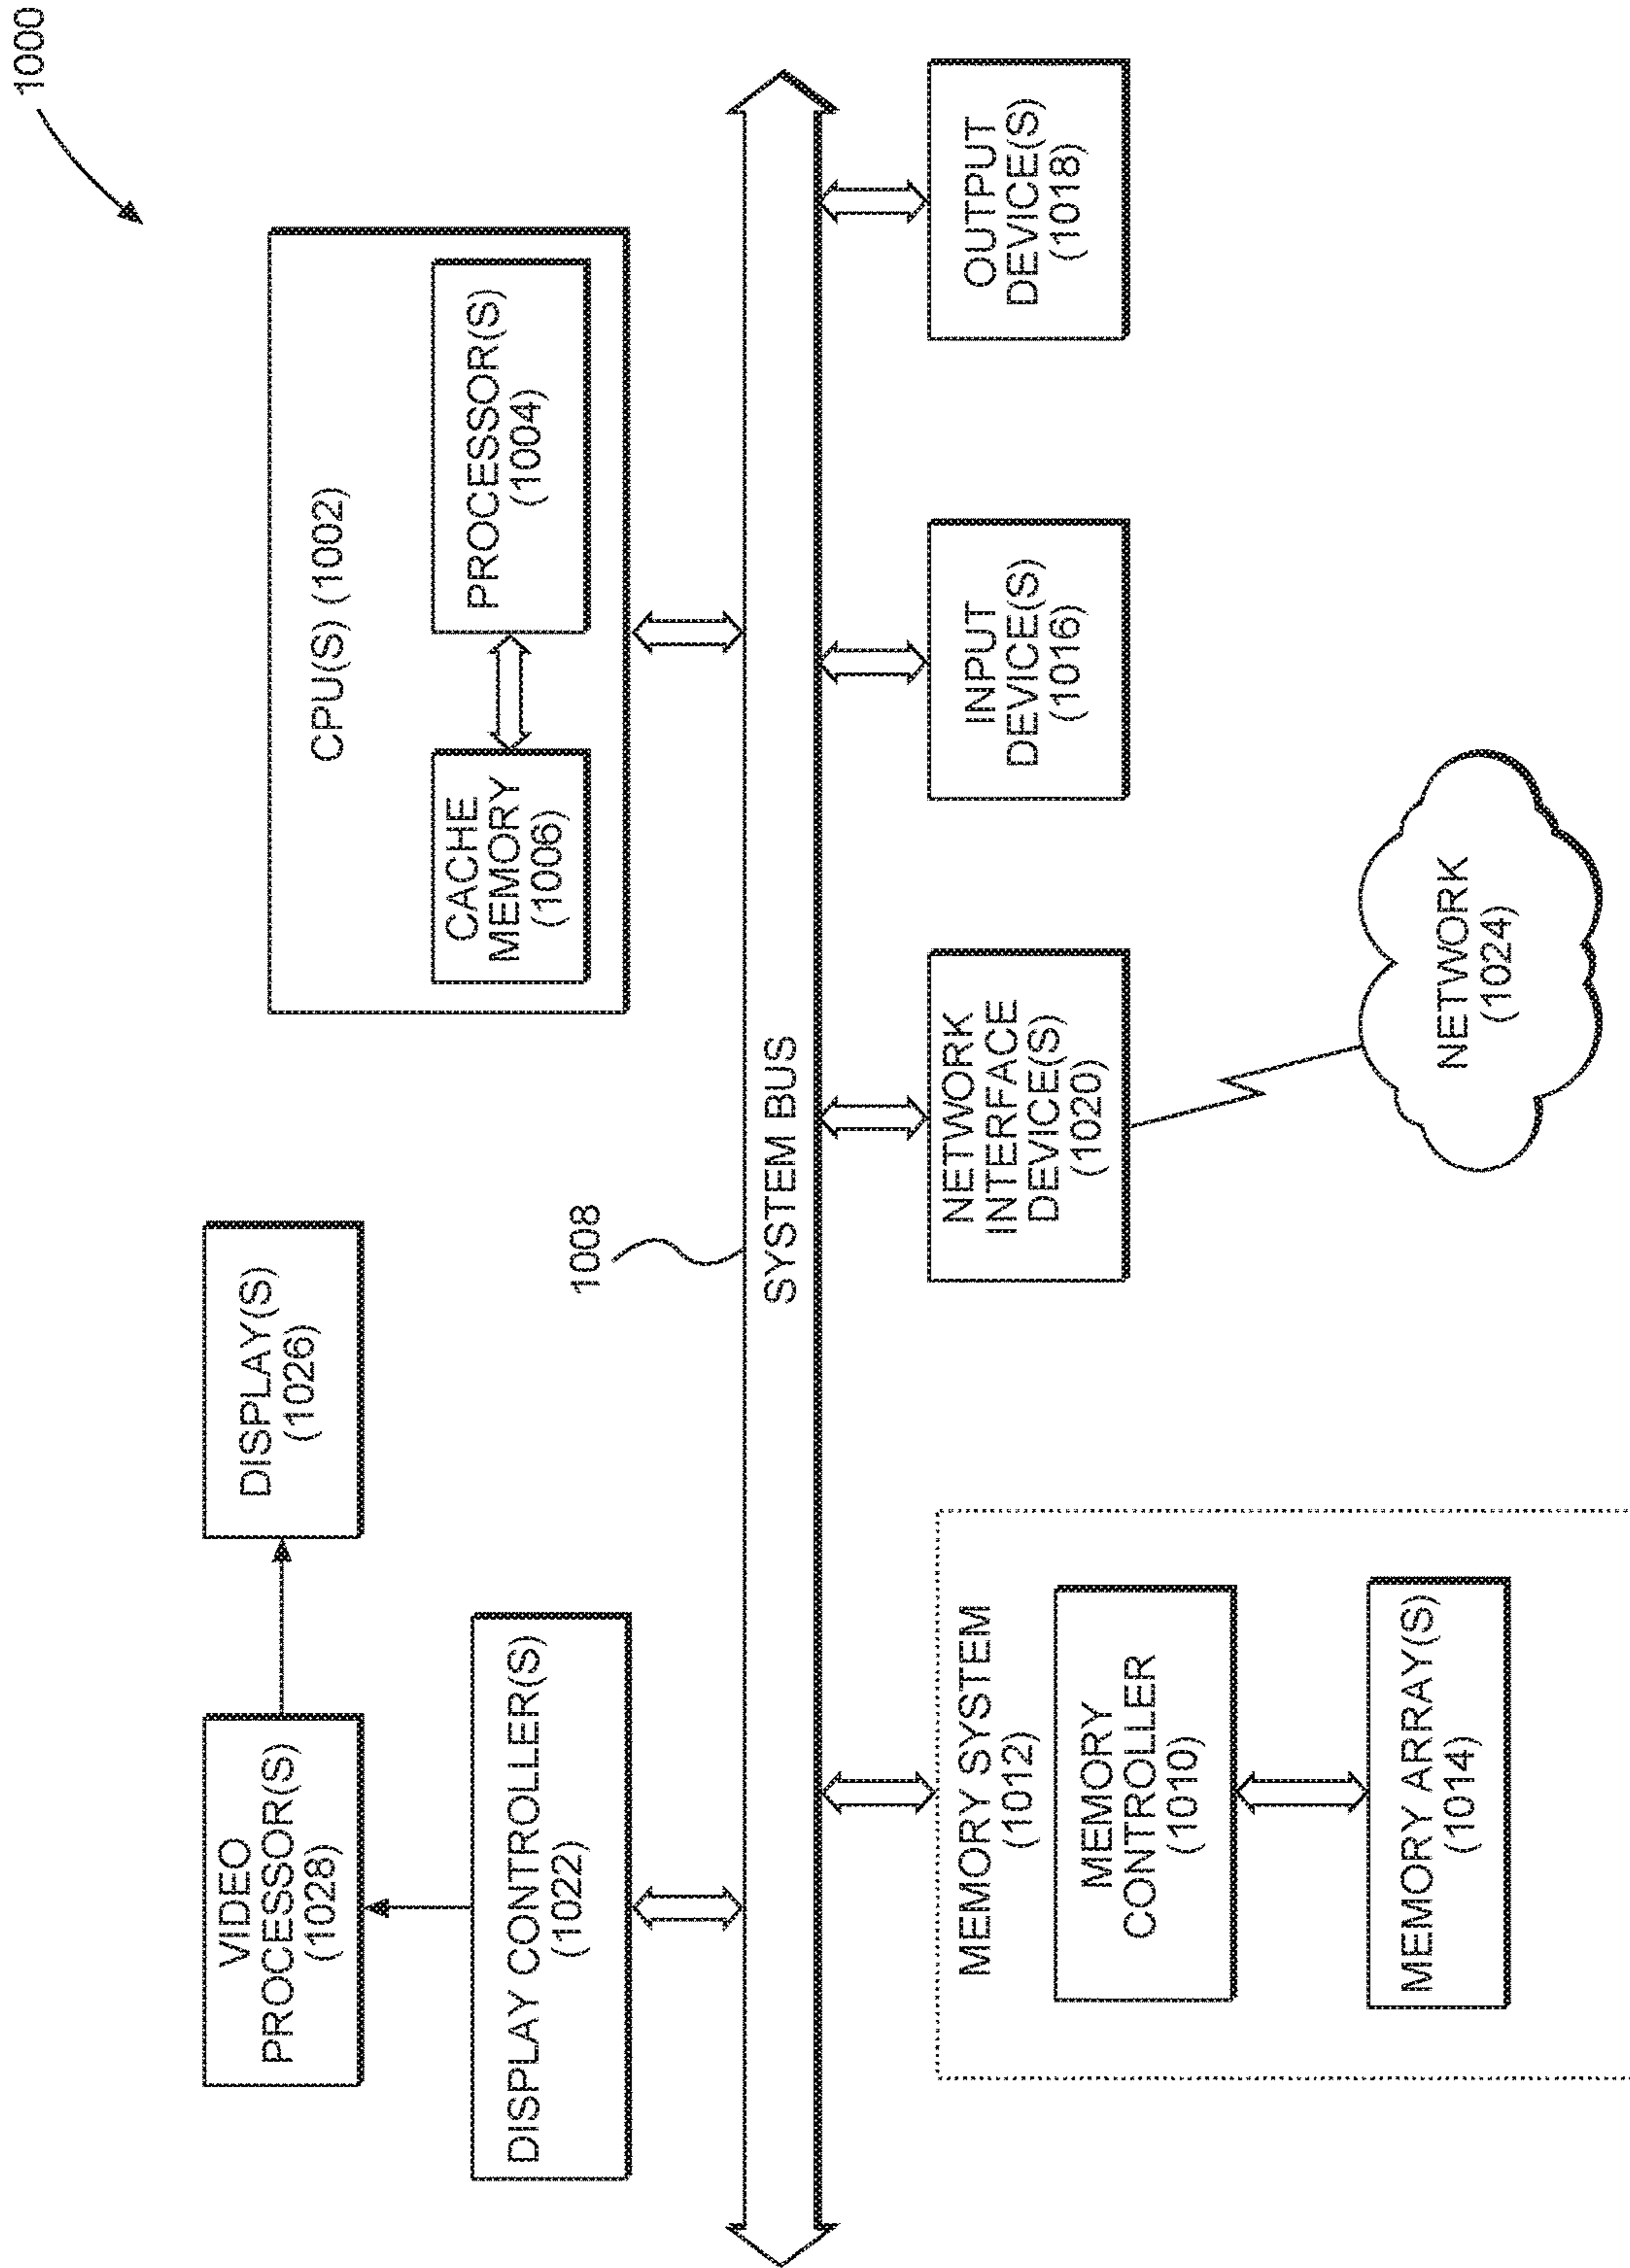 1000
VIDEO
PROCESSOR(S)
(1028)
DISPLAY(S)
(1026)
CPU(S) (1002)
CACHE
MEMORY
(1006)
PROCESSOR(S)
(1004)
DISPLAY CONTROLLER(S)
(1022)
1008
SYSTEM BUS
MEMORY SYSTEM
(1012)
MEMORY
CONTROLLER
(1010)
MEMORY ARRAY(S)
(1014)
NETWORK
INTERFACE
DEVICE(S)
(1020)
INPUT
DEVICE(S)
(1016)
OUTPUT
DEVICE(S)
(1018)
NETWORK
(1024)